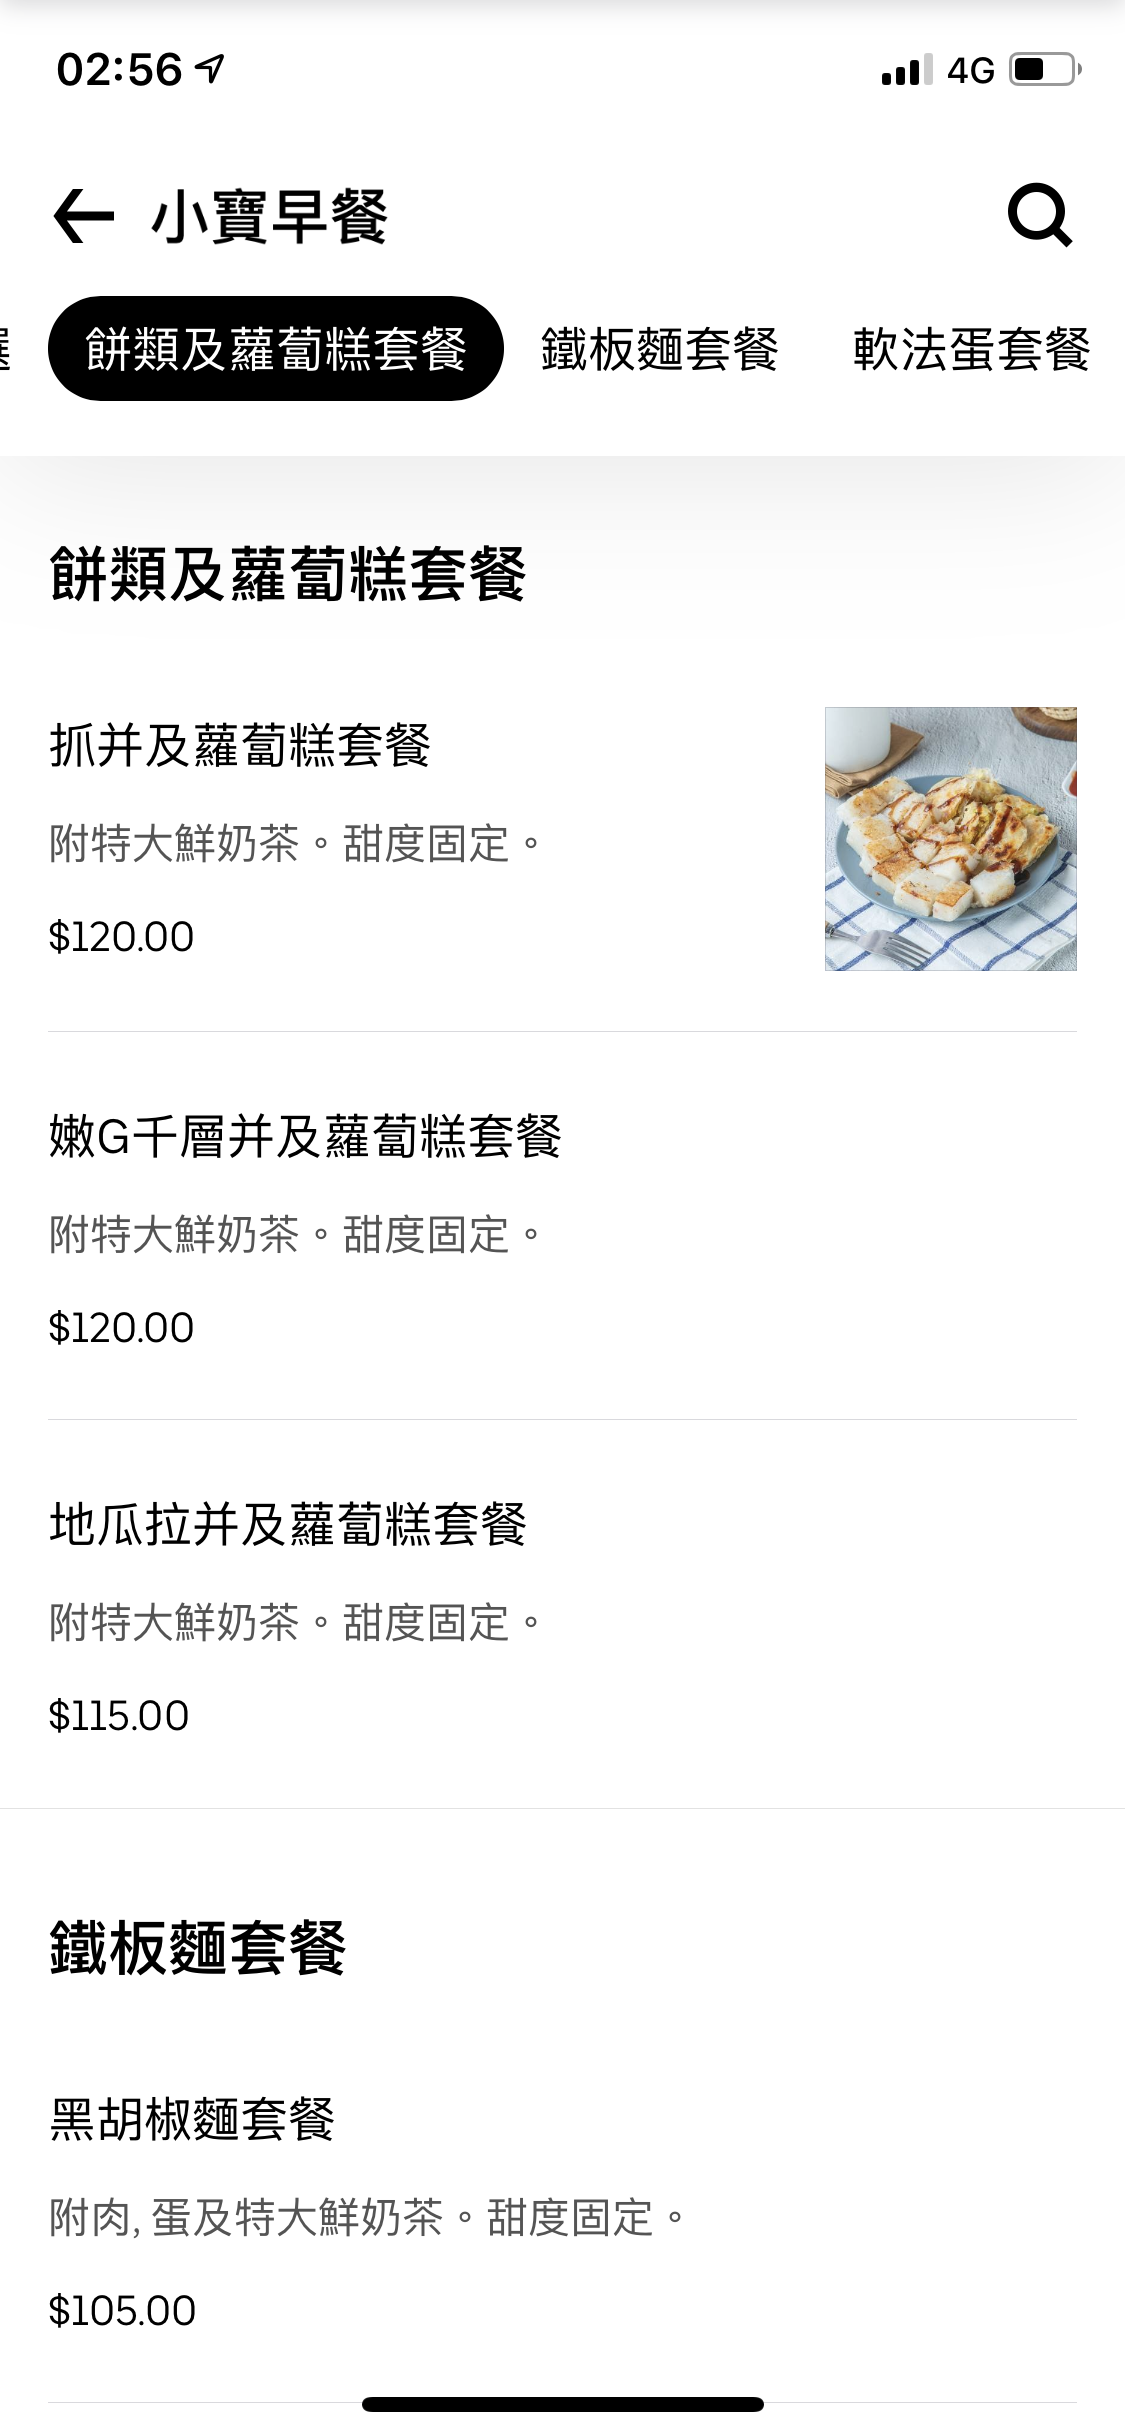 02:56
4G
小寶早餐
餅類及蘿蔔糕套餐 鐵板麵套餐 軟法蛋套餐
餅類及蘿蔔糕套餐
抓并及蘿蔔糕套餐
附特大鮮奶茶。甜度固定。
$120.00
嫩G千層并及蘿蔔糕套餐
附特大鮮奶茶。甜度固定。
$120.00
地瓜拉并及蘿蔔糕套餐
附特大鮮奶茶。甜度固定。
$115.00
鐵板麵套餐
黑胡椒麵套餐
附肉, 蛋及特大鮮奶茶。甜度固定。
$105.00